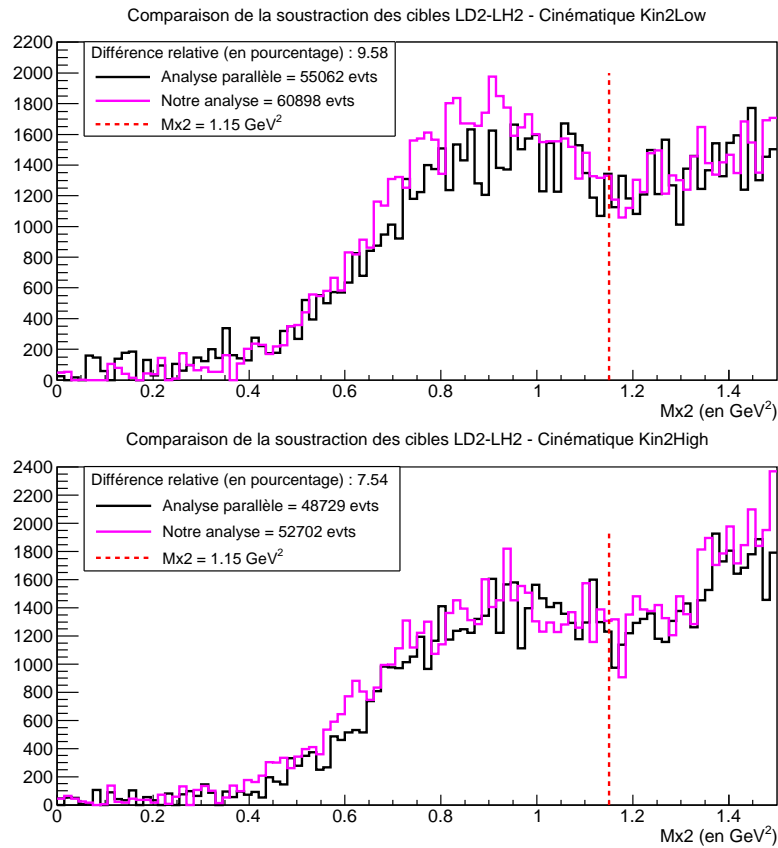 Comparaison de la soustraction des cibles LD2-LH2 - Cinématique Kin2Low
Différence relative (en pourcentage) : 9.58
Analyse parallèle = 55062 evts
Notre analyse = 60898 evts
Mx2 = 1.15 GeV²
2200
2000
1800
1600
1400
1200
1000
800
600
400
200
0
0 0.2 0.4 0.6 0.8 1 1.2 1.4
Mx2 (en GeV²)
Comparaison de la soustraction des cibles LD2-LH2 - Cinématique Kin2High
Différence relative (en pourcentage) : 7.54
Analyse parallèle = 48729 evts
Notre analyse = 52702 evts
Mx2 = 1.15 GeV²
2400
2200
2000
1800
1600
1400
1200
1000
800
600
400
200
0
0 0.2 0.4 0.6 0.8 1 1.2 1.4
Mx2 (en GeV²)